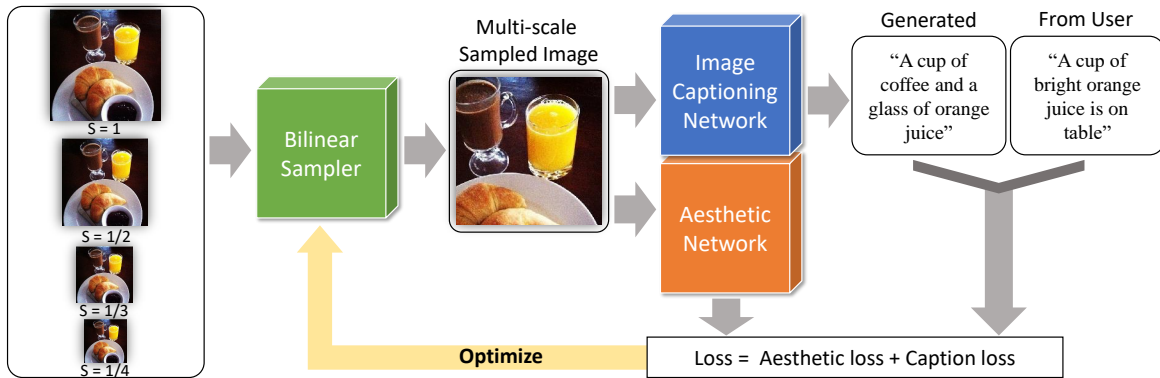 S = 1
S = 1/2
S = 1/3
S = 1/4
Bilinear
Sampler
Multi-scale
Sampled Image
Image
Captioning
Network
Aesthetic
Network
Generated
“A cup of
coffee and a
glass of orange
juice”
From User
“A cup of
bright orange
juice is on
table”
Optimize
Loss = Aesthetic loss + Caption loss